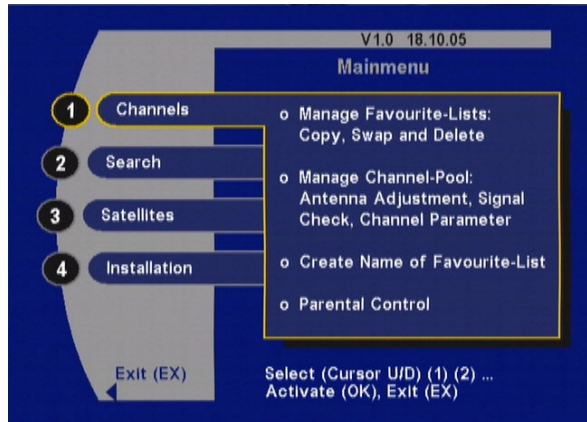 V1.0 18.10.05
Mainmenu
1 Channels
2 Search
3 Satellites
4 Installation
o Manage Favourite-Lists:
Copy, Swap and Delete
o Manage Channel-Pool:
Antenna Adjustment, Signal
Check, Channel Parameter
o Create Name of Favourite-List
o Parental Control
Exit (EX)
Select (Cursor U/D) (1) (2) ...
Activate (OK), Exit (EX)